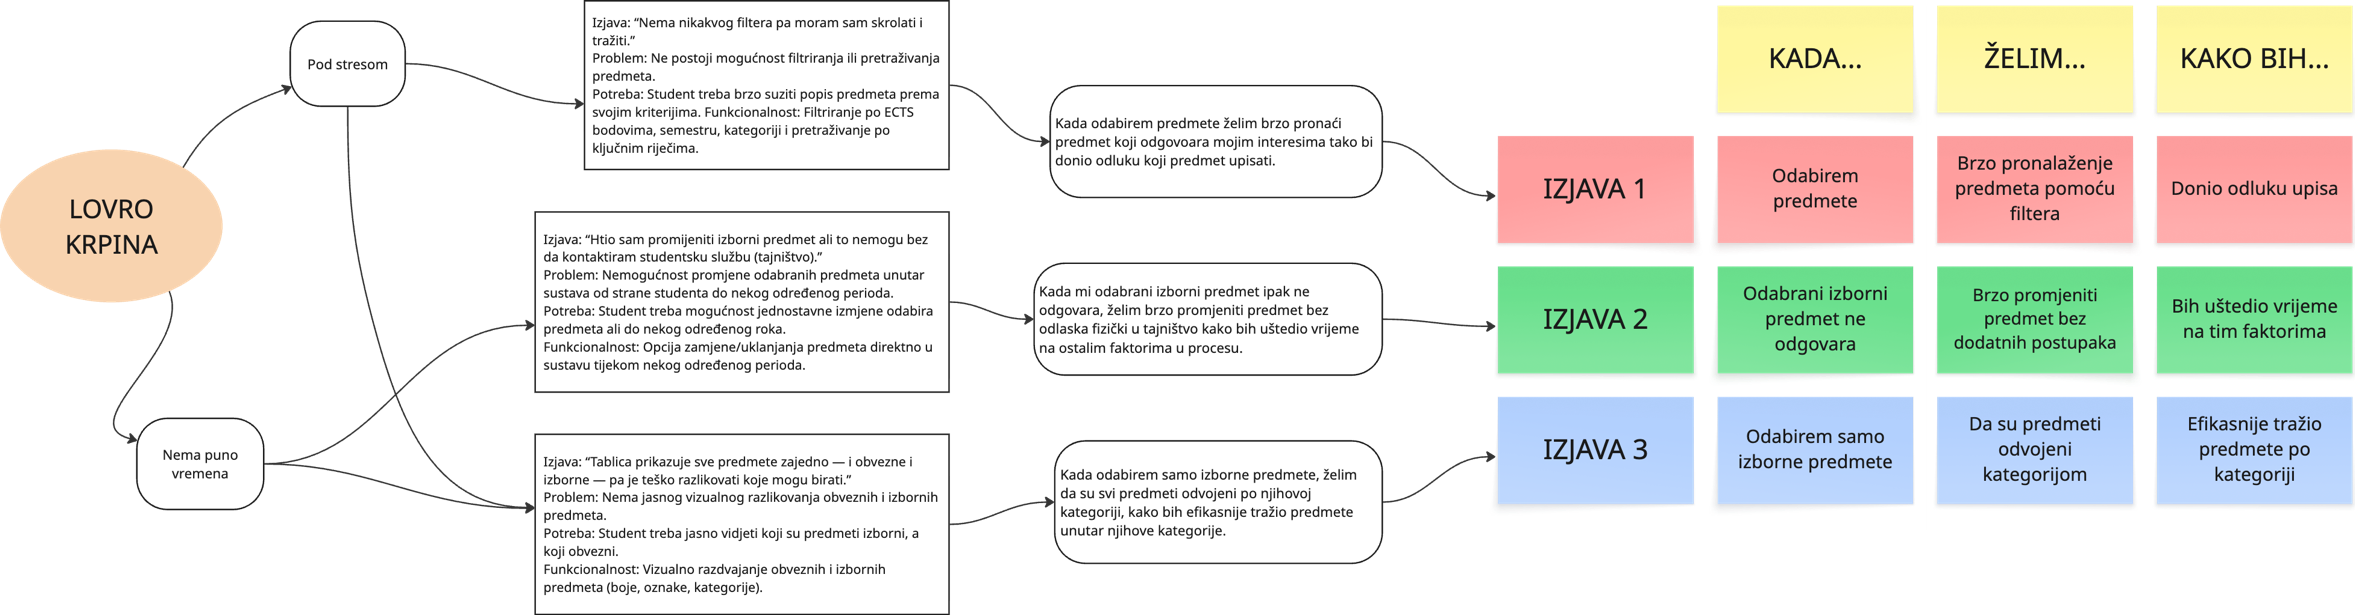 LOVRO
KRPINA
Pod stresom
Nema puno
vremena
Izjava: “Nema nikakvog filtera pa moram sam skrolati i
tražiti.”
Problem: Ne postoji mogućnost filtriranja ili pretraživanja
predmeta.
Potreba: Student treba brzo suziti popis predmeta prema
svojim kriterijima. Funkcionalnost: Filtriranje po ECTS
bodovima, semestru, kategoriji i pretraživanje po
ključnim riječima.
Izjava: “Htio sam promijeniti izborni predmet ali to nemogu bez
da kontaktiram studentsku službu (tajništvo).”
Problem: Nemogućnost promjene odabranih predmeta unutar
sustava od strane studenta do nekog određenog perioda.
Potreba: Student treba mogućnost jednostavne izmjene odabira
predmeta ali do nekog određenog roka.
Funkcionalnost: Opcija zamjene/uklanjanja predmeta direktno u
sustavu tijekom nekog određenog perioda.
Izjava: “Tablica prikazuje sve predmete zajedno — i obvezne i
izborne — pa je teško razlikovati koje mogu birati.”
Problem: Nema jasnog vizualnog razlikovanja obveznih i izbornih
predmeta.
Potreba: Student treba jasno vidjeti koji su predmeti izborni, a
koji obvezni.
Funkcionalnost: Vizualno razdvajanje obveznih i izbornih
predmeta (boje, oznake, kategorije).
Kada odabirem predmete želim brzo pronaći
predmet koji odgovoara mojim interesima tako bi
donio odluku koji predmet upisati.
Kada mi odabrani izborni predmet ipak ne
odgovara, želim brzo promjeniti predmet bez
odlaska fizički u tajništvo kako bih uštedio vrijeme
na ostalim faktorima u procesu.
Kada odabirem samo izborne predmete, želim
da su svi predmeti odvojeni po njihovoj
kategoriji, kako bih efikasnije tražio predmete
unutar njihove kategorije.
KADA...
ŽELIM...
KAKO BIH...
IZJAVA 1
Odabirem
predmete
Brzo pronalaženje
predmeta pomoću
filtera
Donio odluku upisa
IZJAVA 2
Odabrani izborni
predmet ne
odgovara
Brzo promjeniti
predmet bez
dodatnih postupaka
Bih uštedio vrijeme
na tim faktorima
IZJAVA 3
Odabirem samo
izborne predmete
Da su predmeti
odvojeni
kategorijom
Efikasnije tražio
predmete po
kategoriji